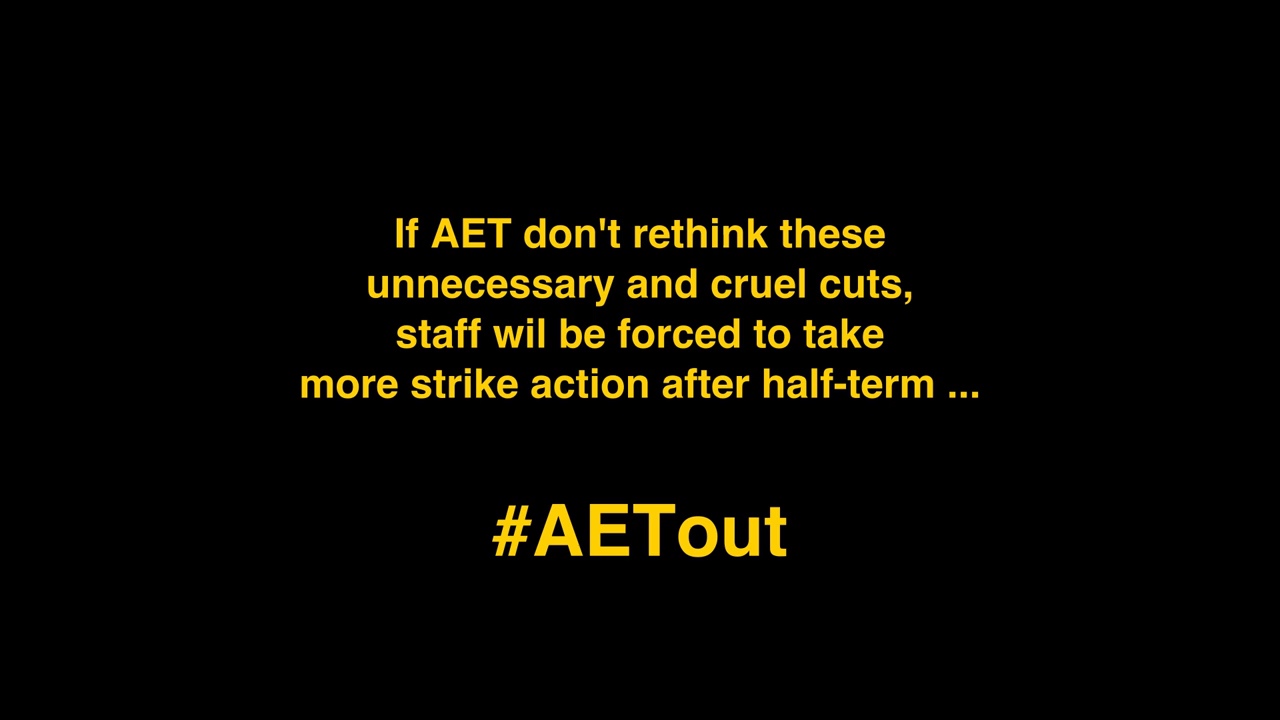 If AET don't rethink these
unnecessary and cruel cuts,
staff wil be forced to take
more strike action after half-term ...
#AETout